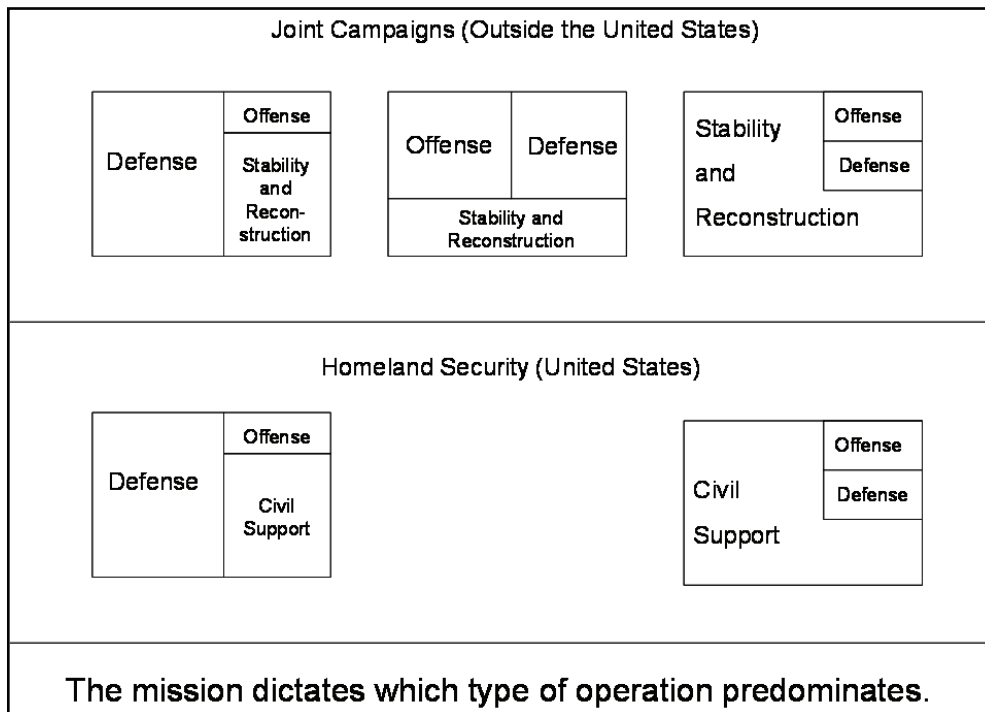 Joint Campaigns (Outside the United States)
Defense
Offense
Stability
and
Recon-
struction
Offense
Defense
Stability and
Reconstruction
Stability
and
Reconstruction
Offense
Defense
Homeland Security (United States)
Defense
Offense
Civil
Support
Civil
Support
Offense
Defense
The mission dictates which type of operation predominates.